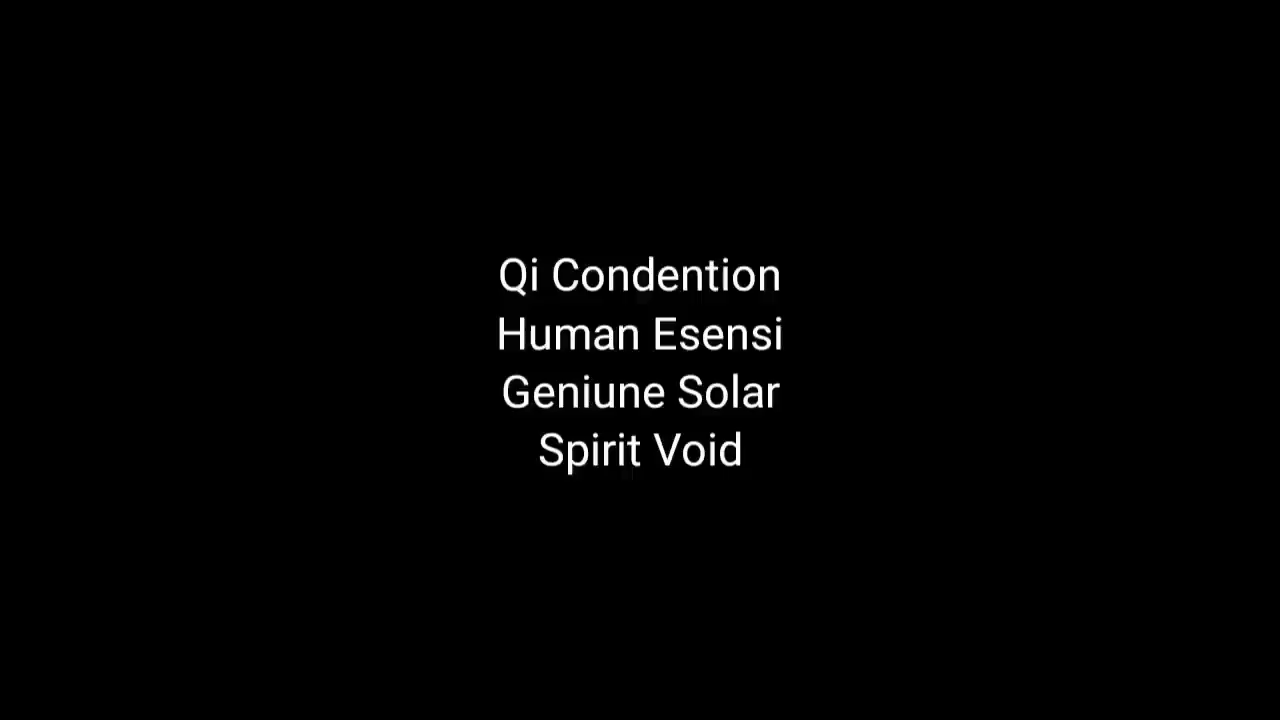 Qi Condention
Human Esensi
Geniune Solar
Spirit Void